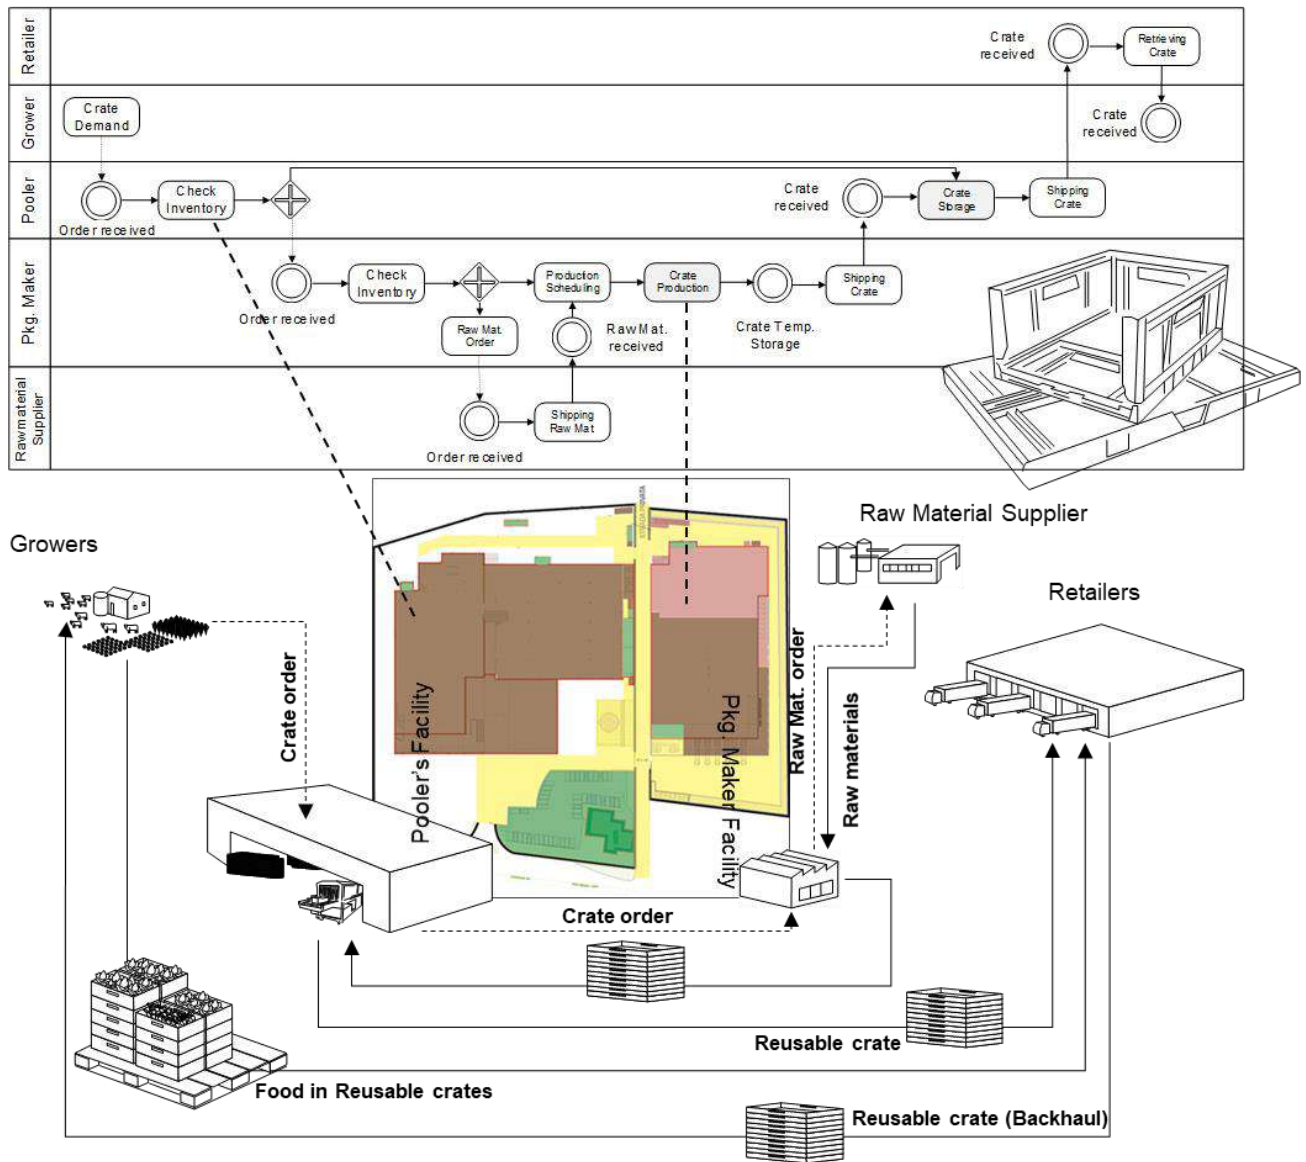 Retailer
Crate
received
Retrieving
Crate
Grower
Crate
Demand
Crate
received
Pooler
Order received
Check
Inventory
Crate
received
Crate
Storage
Shipping
Crate
Pkg. Maker
Order received
Check
Inventory
Production
Scheduling
Crate
Production
Crate Temp.
Storage
Shipping
Crate
Raw Mat.
Order
Raw Mat.
received
Rawmaterial
Supplier
Order received
Shipping
Raw Mat
Growers
Raw Material Supplier
Retailers
STRADA PRIVATA
Crate order
Pooler's Facility
Pkg. Maker Facility
Raw Mat. order
Raw materials
Crate order
Reusable crate
Food in Reusable crates
Reusable crate (Backhaul)